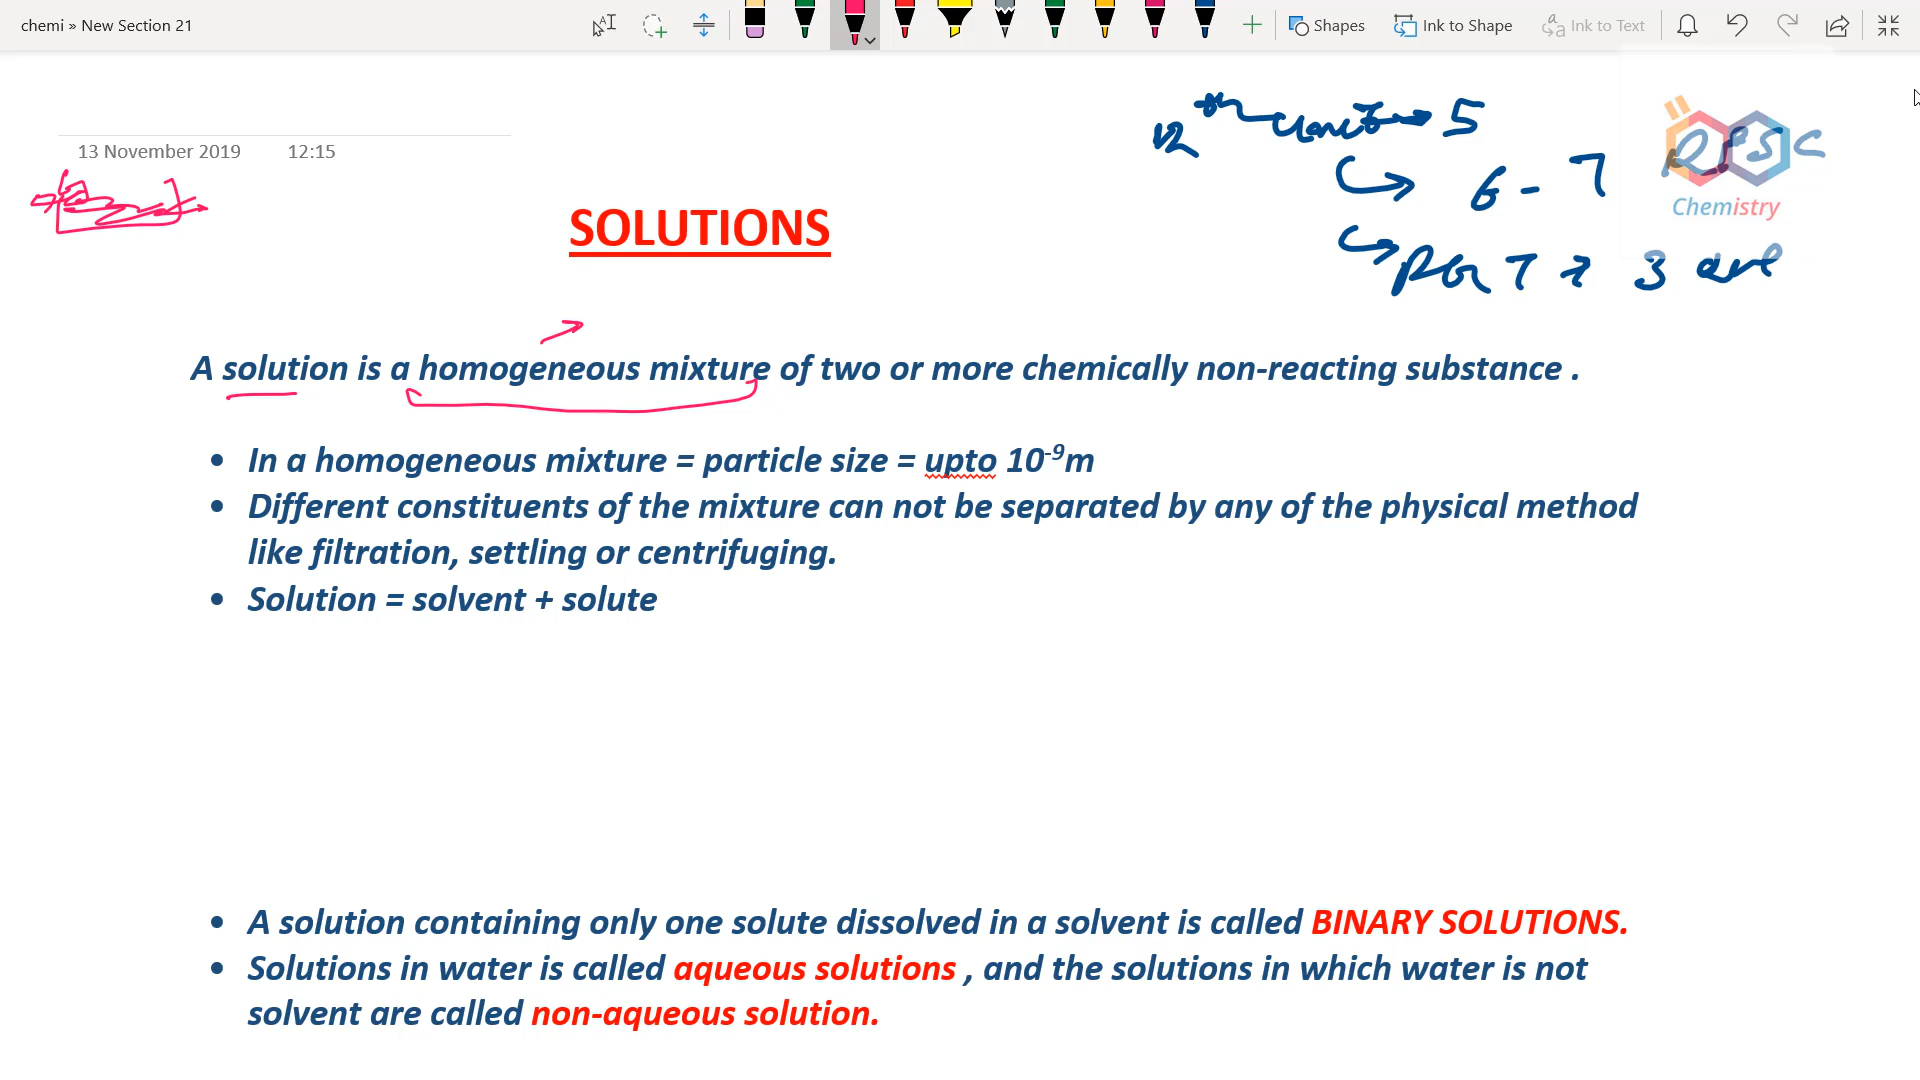 chemi » New Section 21
Shapes
Ink to Shape
Ink to Text
13 November 2019 12:15
th
12 → 5
6 - 7
RPSC
Chemistry
PGT 3
SOLUTIONS
A solution is a homogeneous mixture of two or more chemically non-reacting substance .
• In a homogeneous mixture = particle size = upto 10⁻⁹m
• Different constituents of the mixture can not be separated by any of the physical method
like filtration, settling or centrifuging.
• Solution = solvent + solute
• A solution containing only one solute dissolved in a solvent is called BINARY SOLUTIONS.
• Solutions in water is called aqueous solutions , and the solutions in which water is not
solvent are called non-aqueous solution.